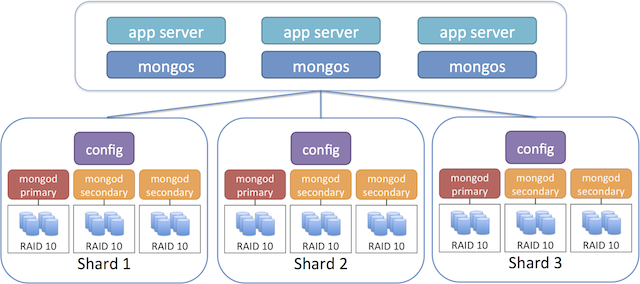 app server app server app server
mongos mongos mongos
config config config
mongod primary mongod secondary mongod secondary mongod primary mongod secondary mongod secondary mongod primary mongod secondary mongod secondary
RAID 10 RAID 10 RAID 10 RAID 10 RAID 10 RAID 10 RAID 10 RAID 10 RAID 10
Shard 1 Shard 2 Shard 3